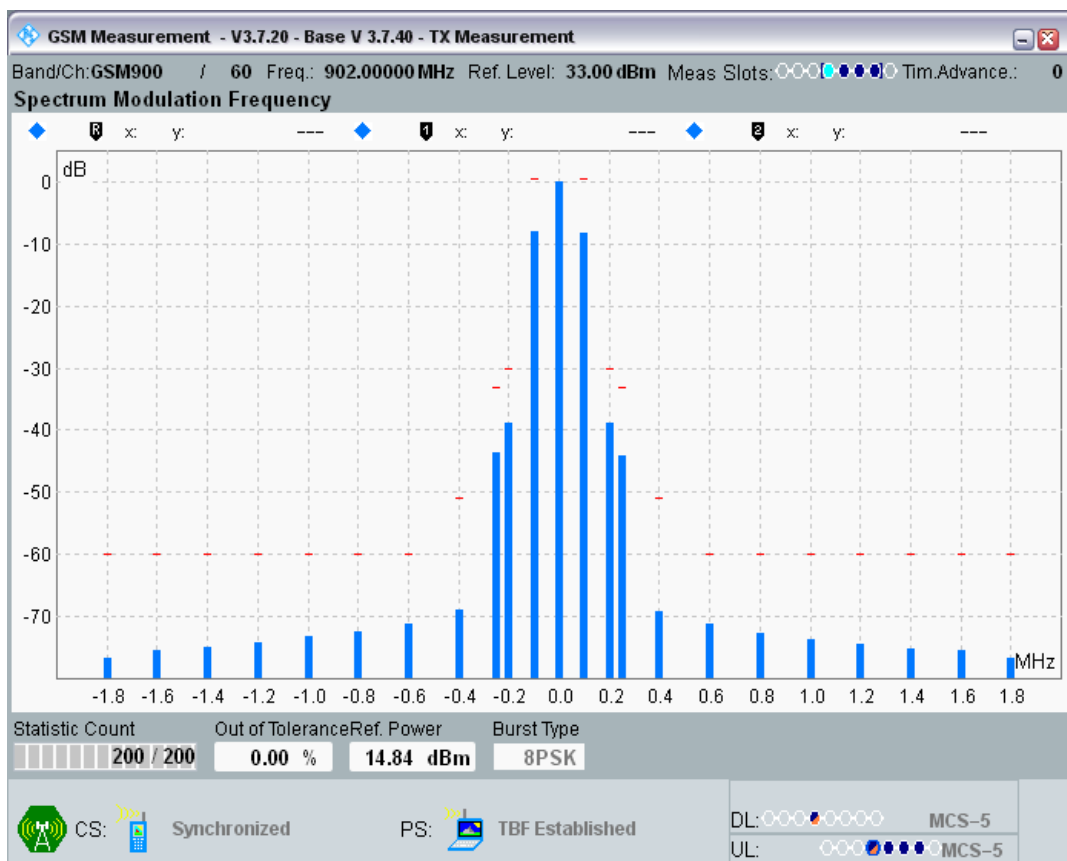 GSM Measurement - V3.7.20 - Base V 3.7.40 - TX Measurement
Band/Ch:GSM900 / 60 Freq.: 902.00000 MHz Ref. Level: 33.00 dBm Meas Slots: Tim.Advance.: 0
Spectrum Modulation Frequency
R x: y: --- 1 x: y: --- 2 x: y: ---
dB
0
-10
-20
-30
-40
-50
-60
-70
MHz
-1.8 -1.6 -1.4 -1.2 -1.0 -0.8 -0.6 -0.4 -0.2 0.0 0.2 0.4 0.6 0.8 1.0 1.2 1.4 1.6 1.8
Statistic Count Out of Tolerance Ref. Power Burst Type
200 / 200 0.00 % 14.84 dBm 8PSK
CS: Synchronized PS: TBF Established DL: MCS-5
UL: MCS-5